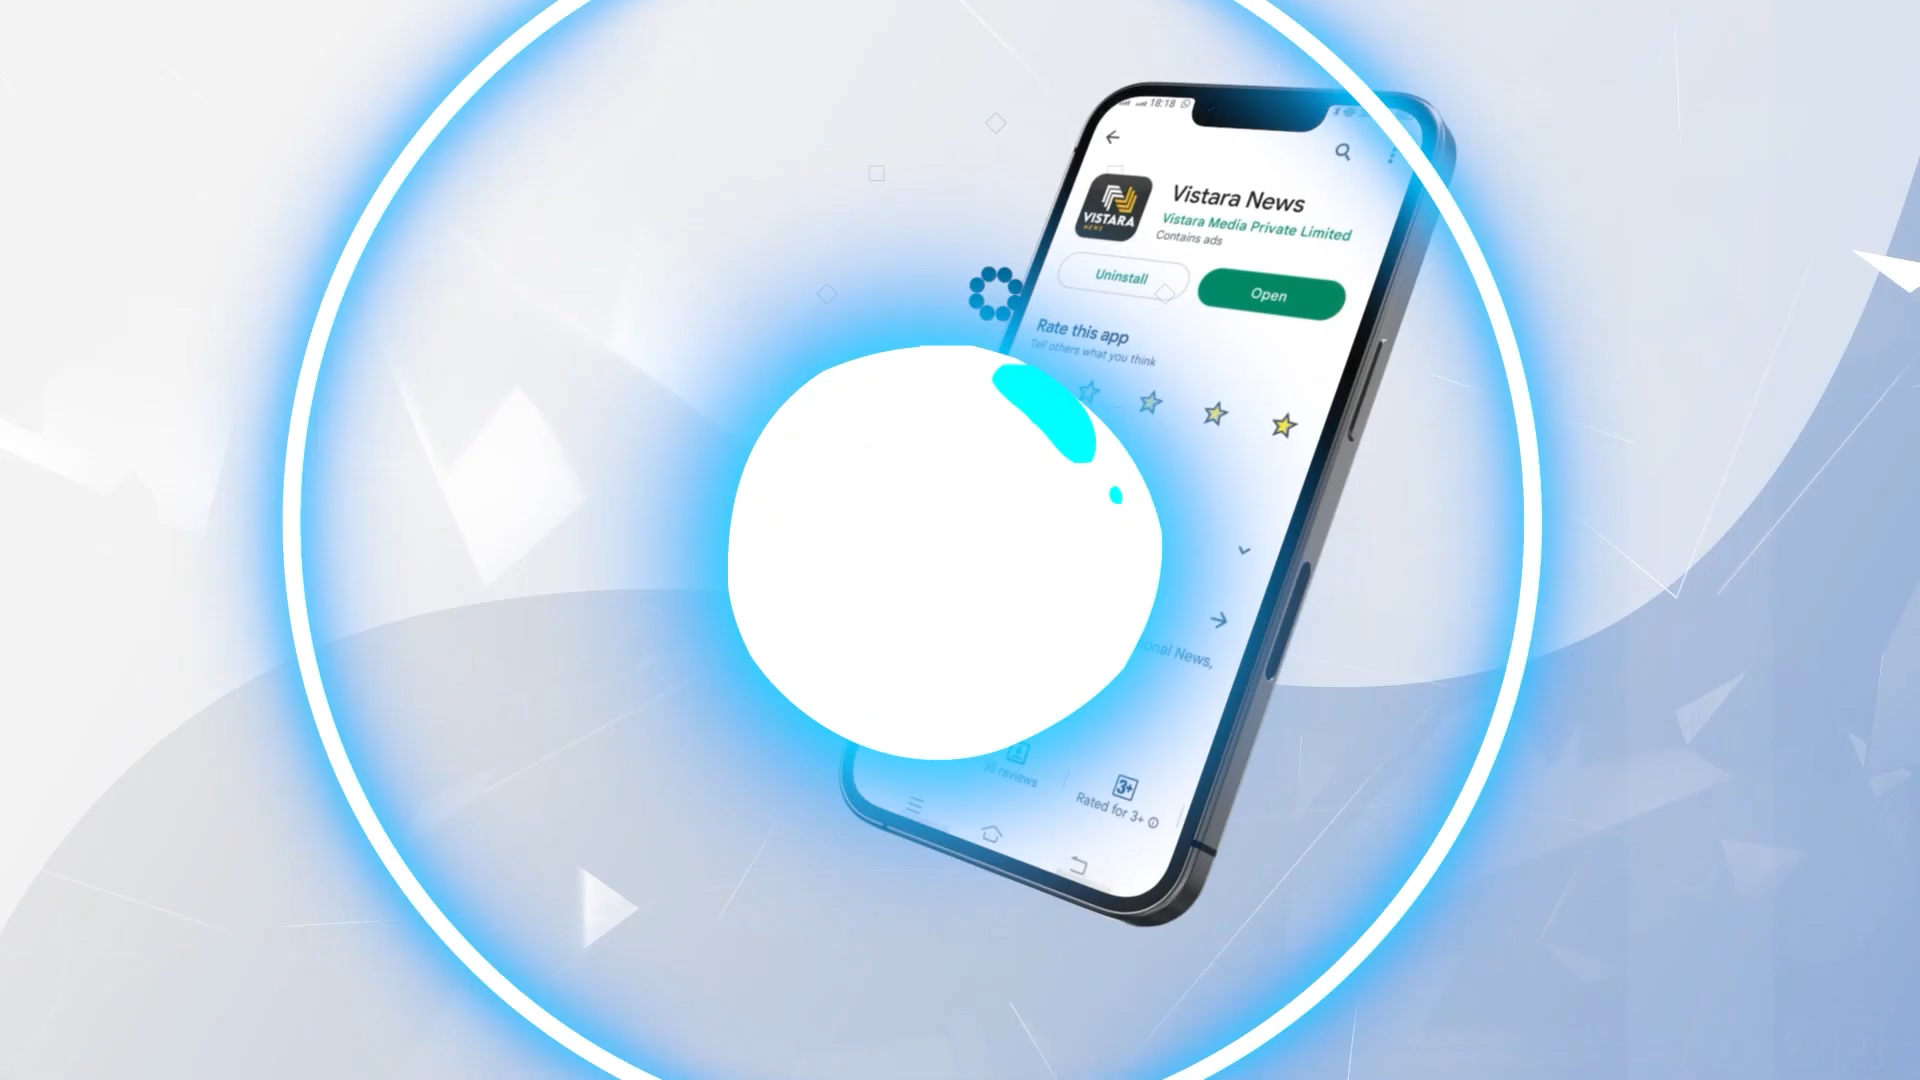 18:18
VISTARA
NEWS
Vistara News
Vistara Media Private Limited
Contains ads
Uninstall
Open
Rate this app
Tell others what you think
News,
reviews
3+
Rated for 3+